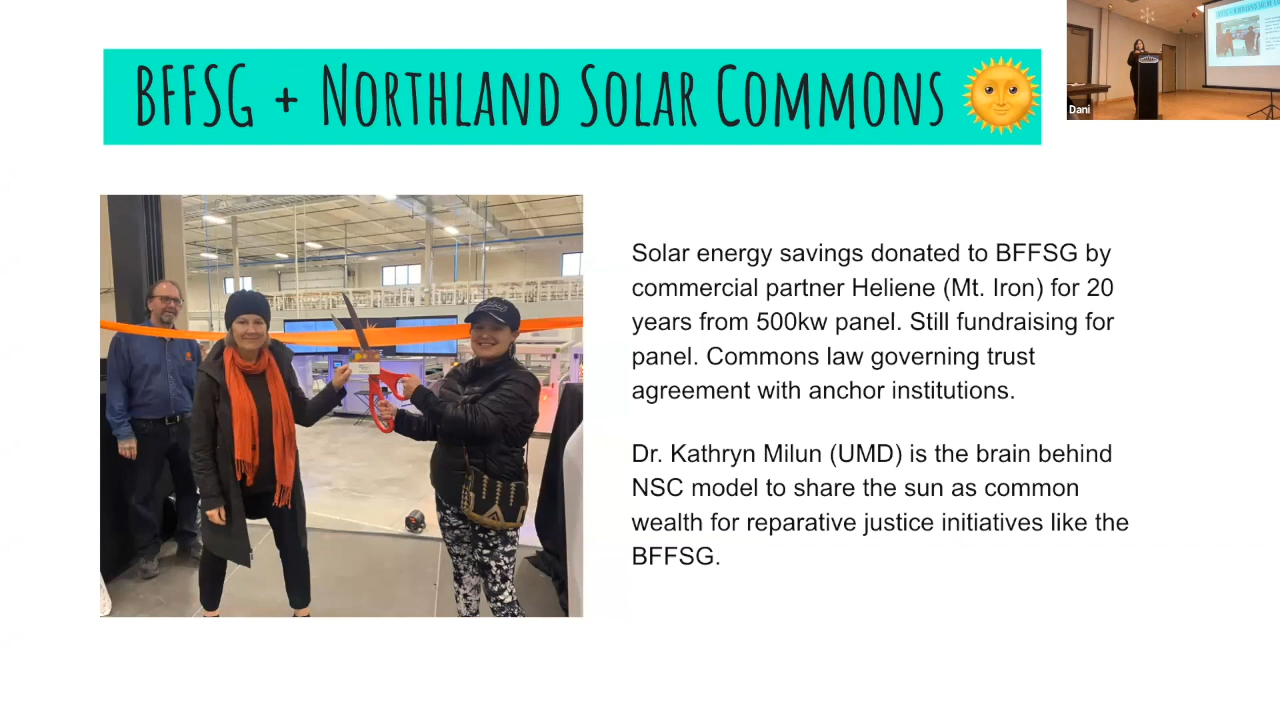 BFFSG + Northland Solar Commons
Dani
Solar energy savings donated to BFFSG by
commercial partner Heliene (Mt. Iron) for 20
years from 500kw panel. Still fundraising for
panel. Commons law governing trust
agreement with anchor institutions.
Dr. Kathryn Milun (UMD) is the brain behind
NSC model to share the sun as common
wealth for reparative justice initiatives like the
BFFSG.